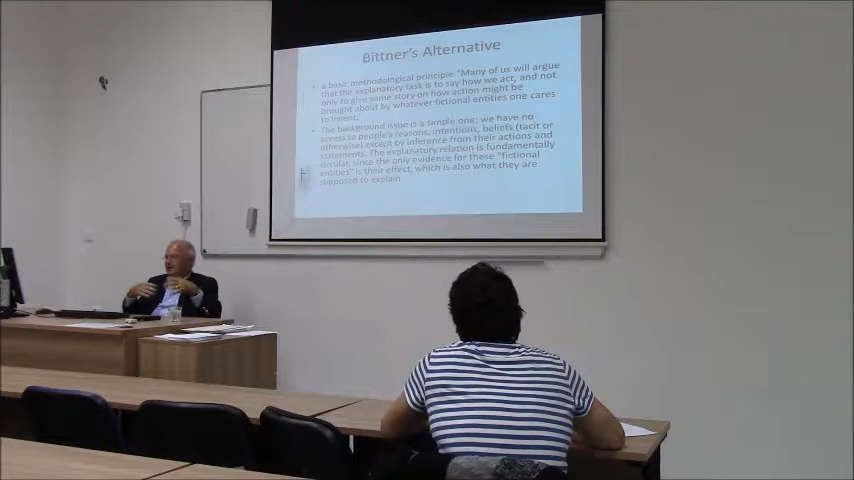 Bittner's Alternative
• a basic methodological principle "Many of us will argue
that the explanatory task is to say how we act, and not
only to give some story on how action might be
brought about by whatever fictional entities one cares
to invent.
• The background issue is a simple one: we have no
access to people's reasons, intentions, beliefs (tacit or
otherwise) except by inference from their actions and
statements. The explanatory relation is fundamentally
circular, since the only evidence for these "fictional
entities" is their effect, which is also what they are
supposed to explain